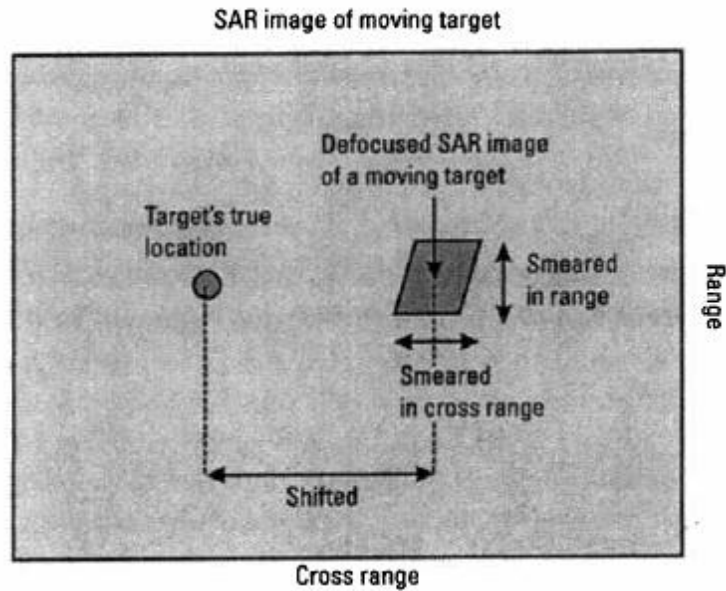 SAR image of moving target
Defocused SAR image
of a moving target
Target's true
location
Smeared
in range
Range
Smeared
in cross range
Shifted
Cross range